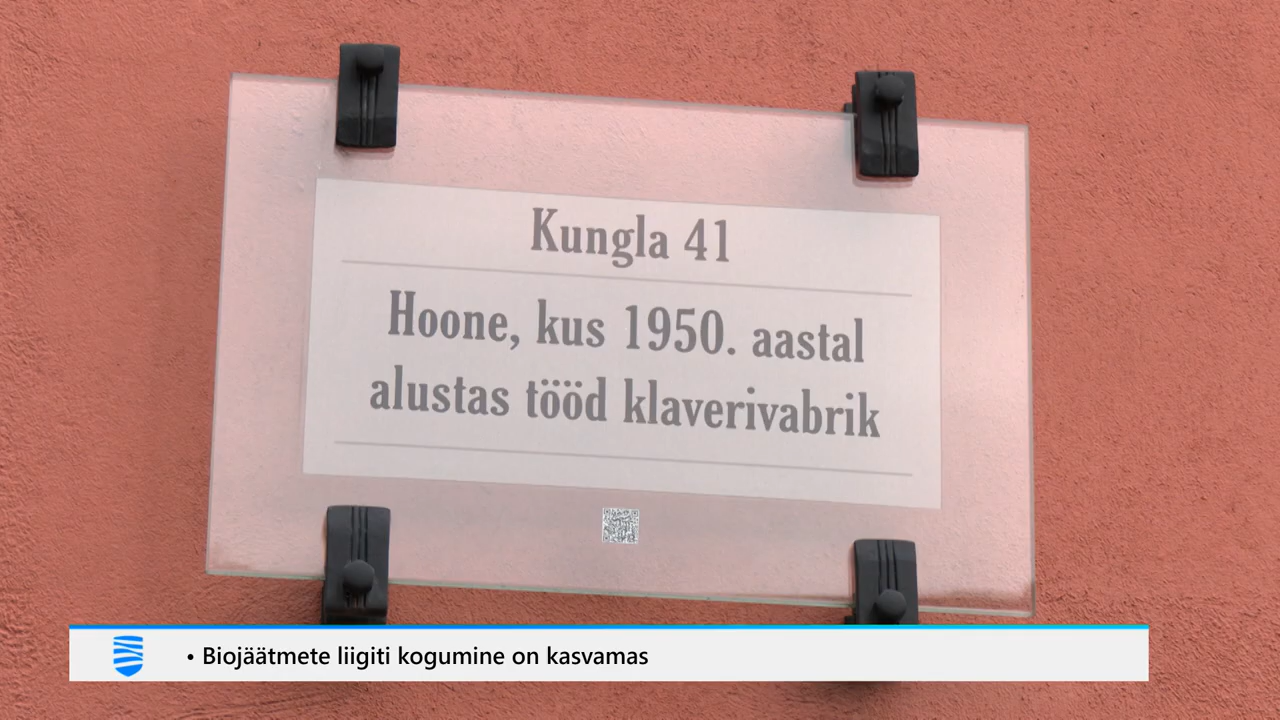 Kungla 41
Hoone, kus 1950. aastal
alustas tööd klaverivabrik
• Biojäätmete liigiti kogumine on kasvamas